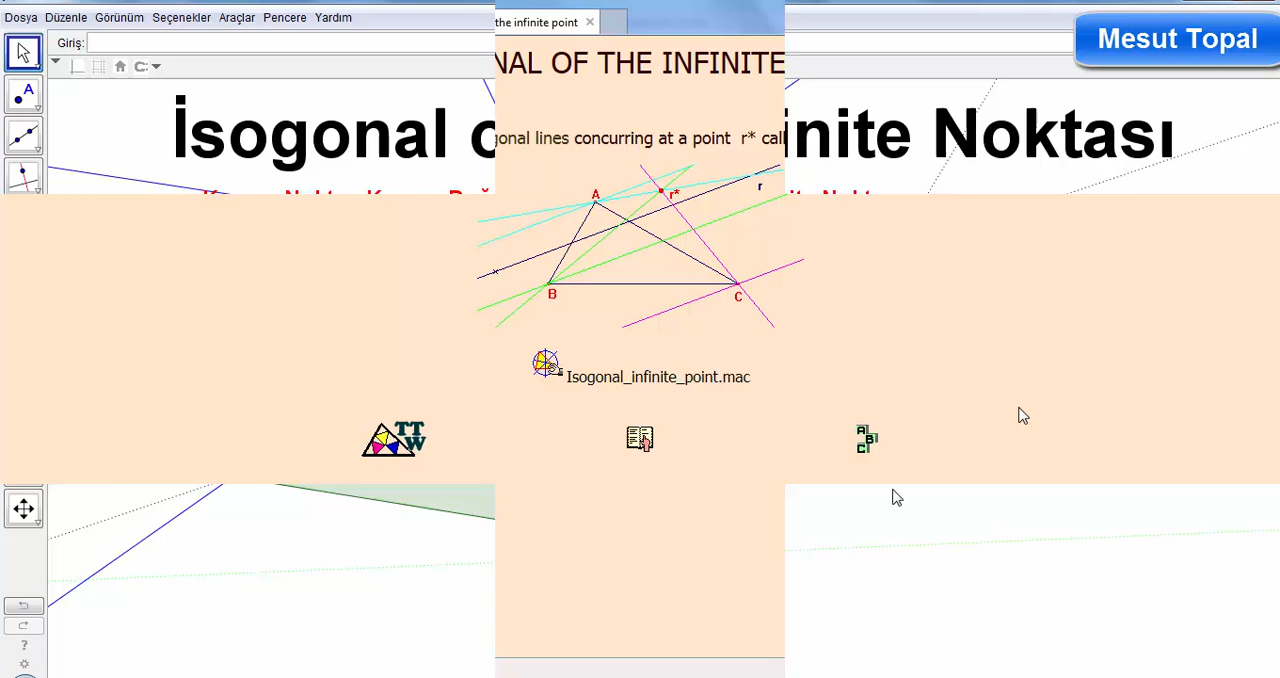 Dosya Düzenle Görünüm Seçenekler Araçlar Pencere Yardım
the infinite point
Giriş:
Mesut Topal
NAL OF THE INFINITE
İsogonal
inite Noktası
gonal lines concurring at a point r* call
A
r*
r
B
C
Isogonal_infinite_point.mac
TT
W
A
B
C